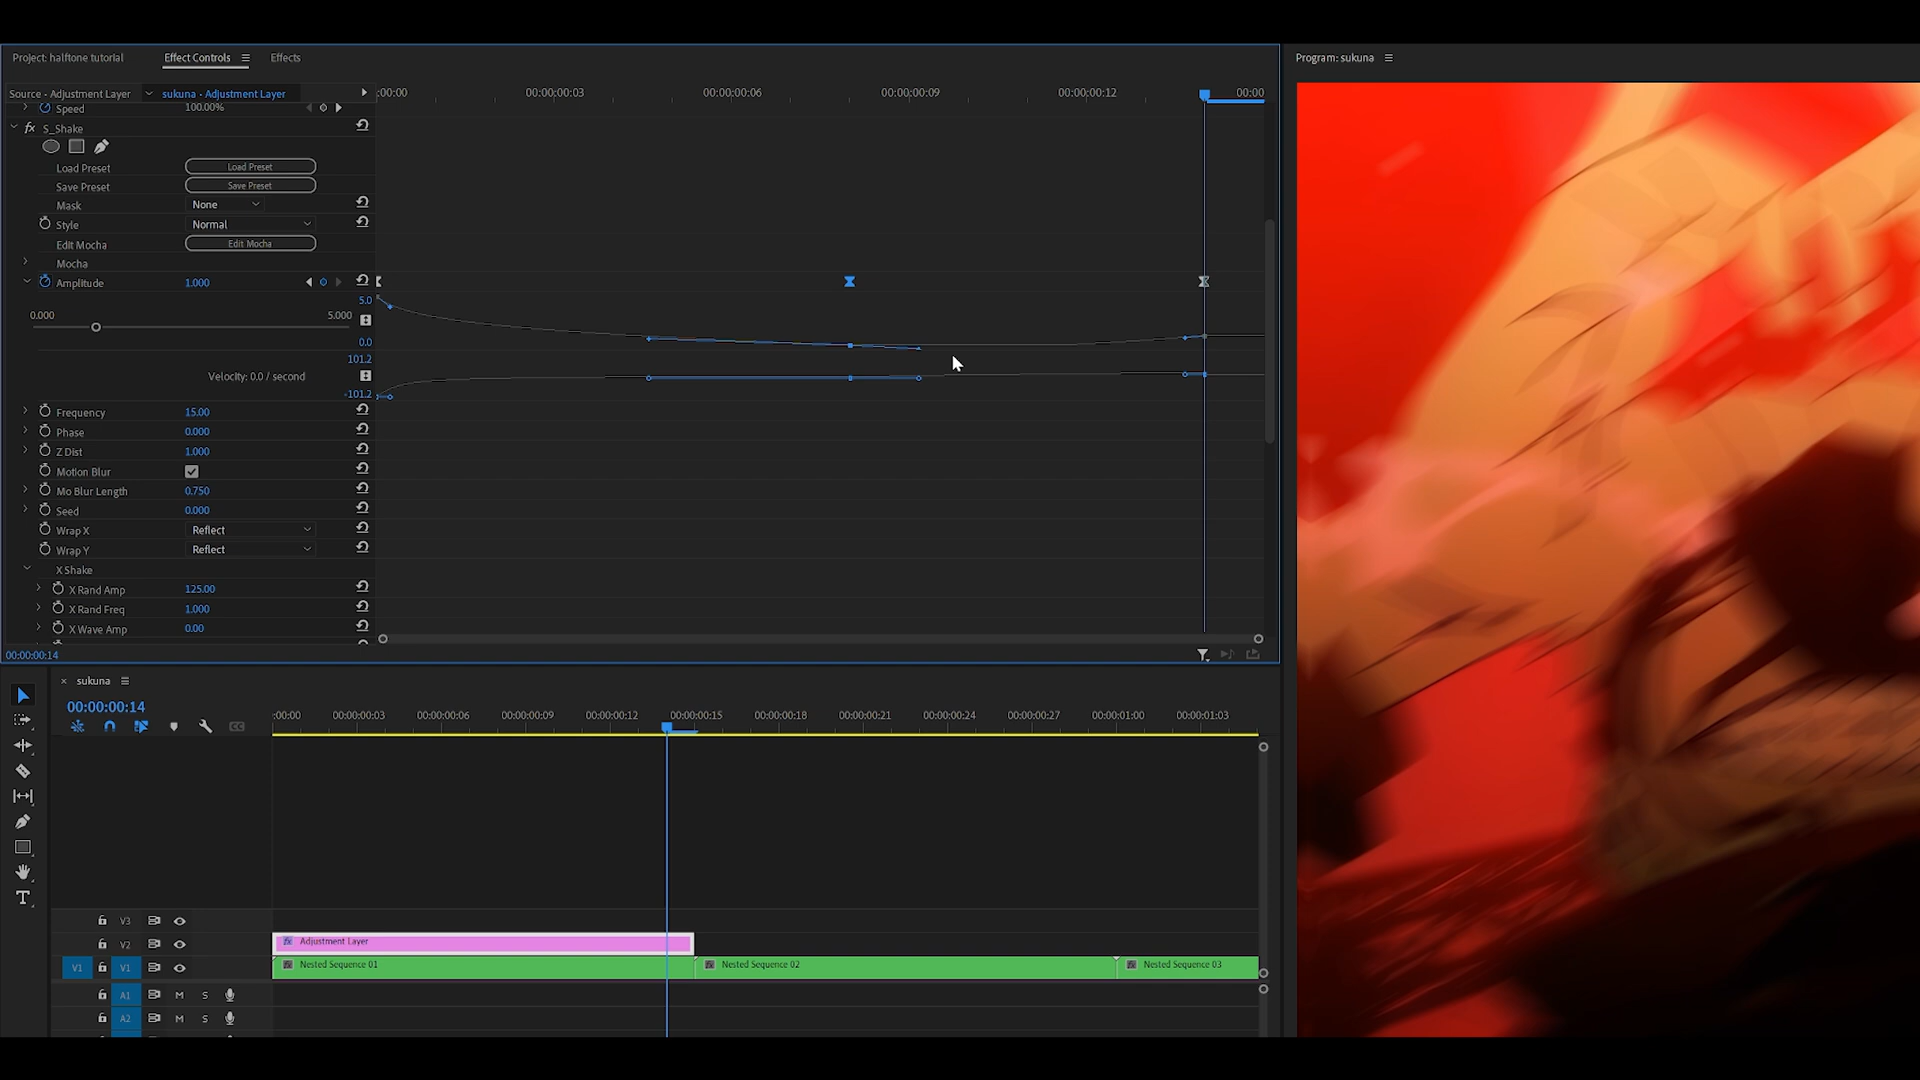 Project: halftone tutorial
Effect Controls
Effects
Program: sukuna
Source - Adjustment Layer
sukuna - Adjustment Layer
:00:00
00:00:00:03
00:00:00:06
00:00:00:09
00:00:00:12
00:00
Speed
100.00%
fx S_Shake
Load Preset
Load Preset
Save Preset
Save Preset
Mask
None
Style
Normal
Edit Mocha
Edit Mocha
Mocha
Amplitude
1.000
5.0
0.000
5.000
0.0
101.2
Velocity: 0.0 / second
-101.2
Frequency
15.00
Phase
0.000
Z Dist
1.000
Motion Blur
Mo Blur Length
0.750
Seed
0.000
Wrap X
Reflect
Wrap Y
Reflect
X Shake
X Rand Amp
125.00
X Rand Freq
1.000
X Wave Amp
0.00
00:00:00:14
× sukuna
00:00:00:14
:00:00
00:00:00:03
00:00:00:06
00:00:00:09
00:00:00:12
00:00:00:15
00:00:00:18
00:00:00:21
00:00:00:24
00:00:00:27
00:00:01:00
00:00:01:03
CC
T
V3
V2
fx Adjustment Layer
V1
V1
fx Nested Sequence 01
fx Nested Sequence 02
fx Nested Sequence 03
A1
M
S
A2
M
S